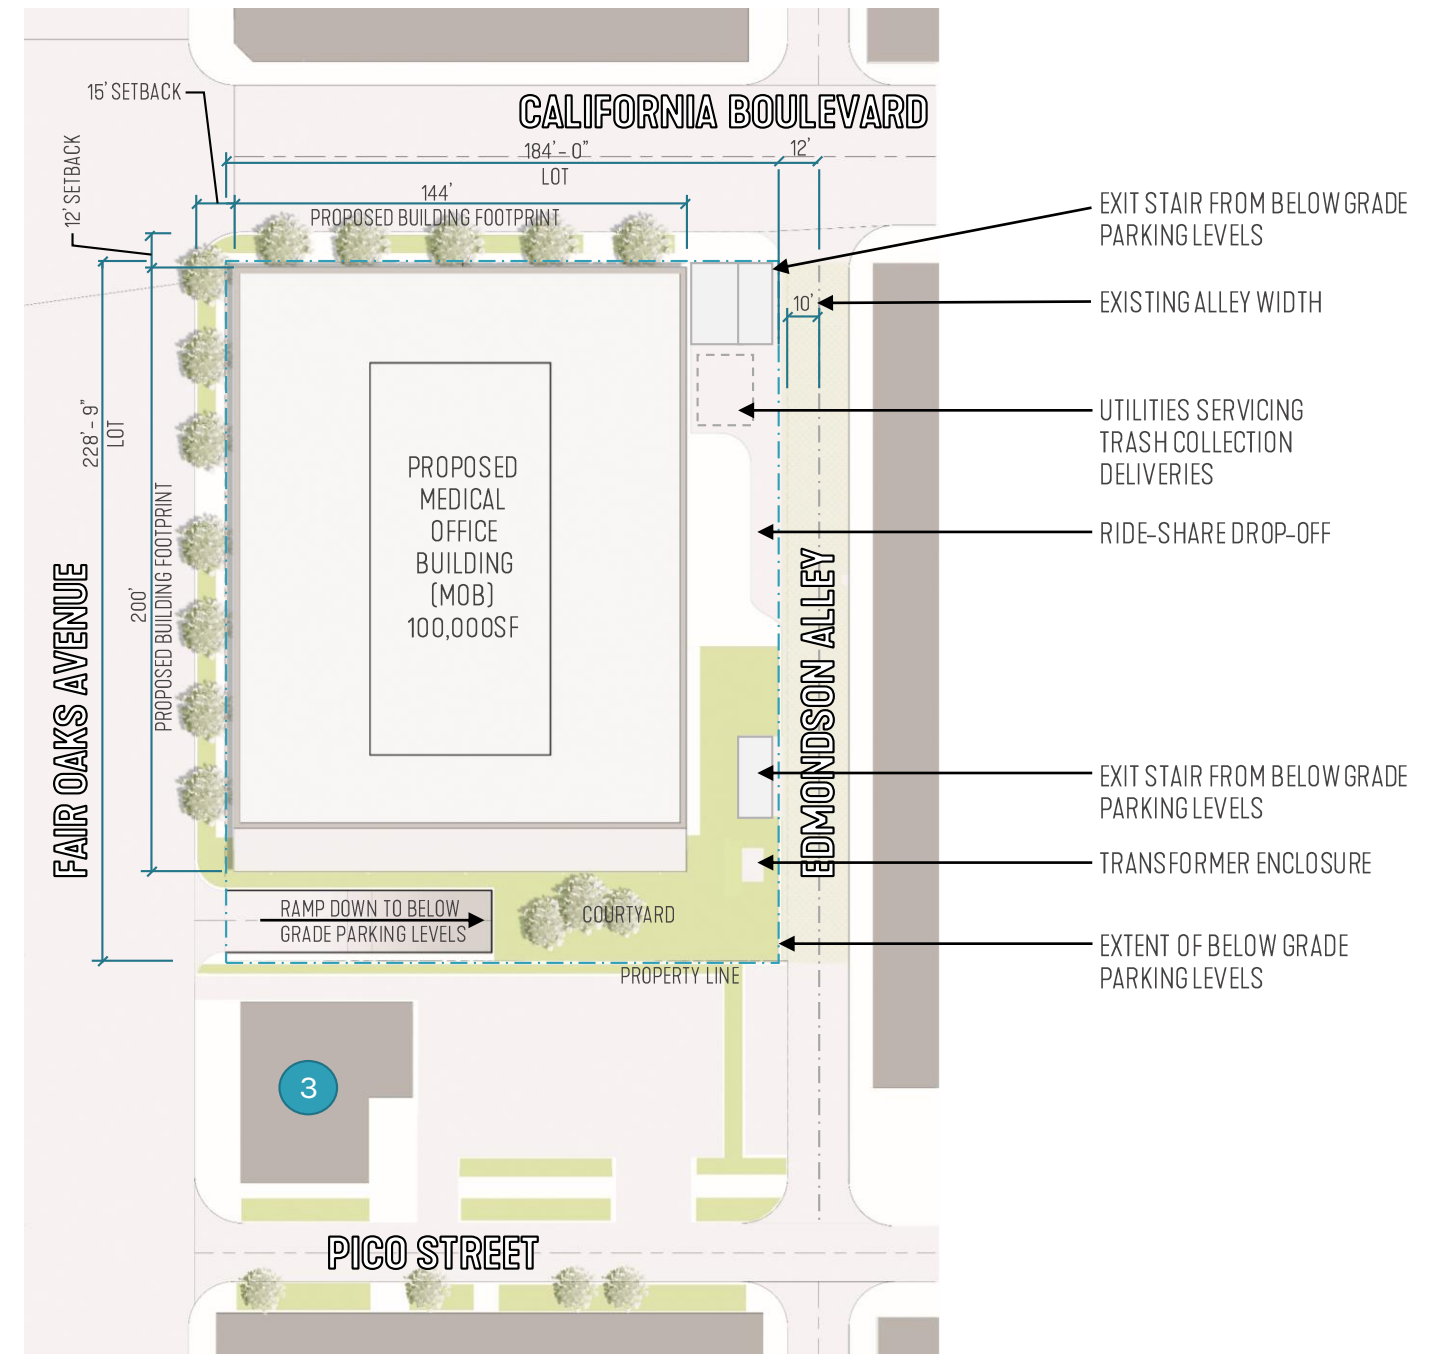 15' SETBACK
CALIFORNIA BOULEVARD
12' SETBACK
184'- 0"
LOT
12'
144'
PROPOSED BUILDING FOOTPRINT
EXIT STAIR FROM BELOW GRADE
PARKING LEVELS
10'
EXISTING ALLEY WIDTH
228'- 9"
LOT
UTILITIES SERVICING
TRASH COLLECTION
DELIVERIES
PROPOSED
MEDICAL
OFFICE
BUILDING
(MOB)
100,000SF
RIDE-SHARE DROP-OFF
200'
PROPOSED BUILDING FOOTPRINT
FAIR OAKS AVENUE
EDMONDSON ALLEY
EXIT STAIR FROM BELOW GRADE
PARKING LEVELS
TRANSFORMER ENCLOSURE
RAMP DOWN TO BELOW
GRADE PARKING LEVELS
COURTYARD
EXTENT OF BELOW GRADE
PARKING LEVELS
PROPERTY LINE
3
PICO STREET